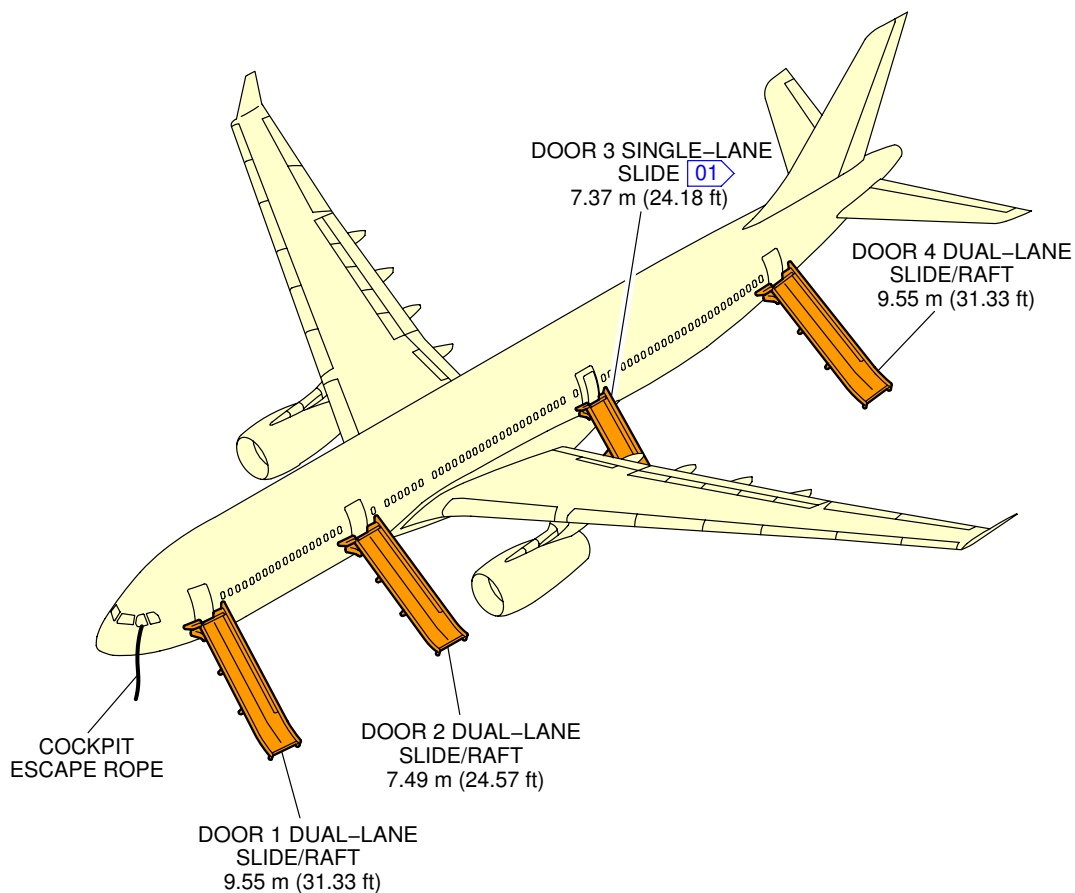 DOOR 3 SINGLE−LANE
SLIDE 01
7.37 m (24.18 ft)
DOOR 4 DUAL−LANE
SLIDE/RAFT
9.55 m (31.33 ft)
COCKPIT
ESCAPE ROPE
DOOR 2 DUAL−LANE
SLIDE/RAFT
7.49 m (24.57 ft)
DOOR 1 DUAL−LANE
SLIDE/RAFT
9.55 m (31.33 ft)